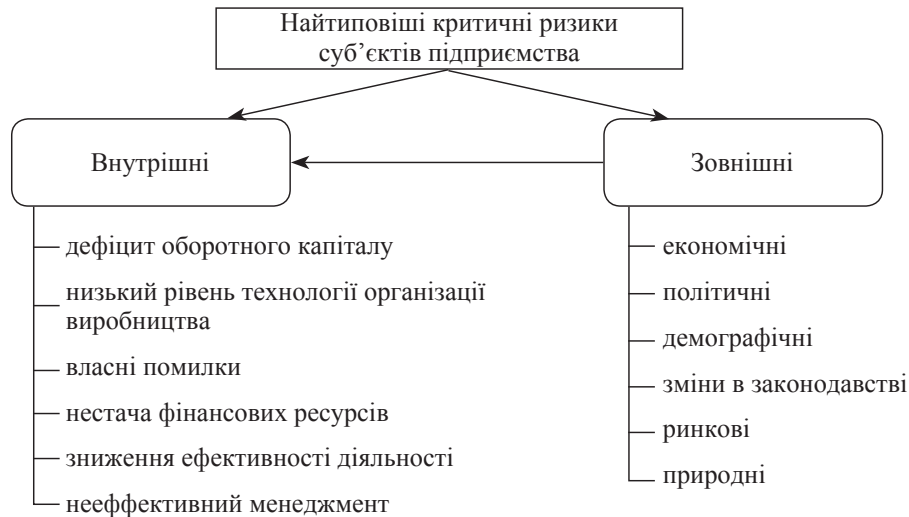 Найтиповіші критичні ризики
суб’єктів підприємства
Внутрішні
Зовнішні
дефіцит оборотного капіталу
низький рівень технології організації
виробництва
власні помилки
нестача фінансових ресурсів
зниження ефективності діяльності
нееффективний менеджмент
економічні
політичні
демографічні
зміни в законодавстві
ринкові
природні